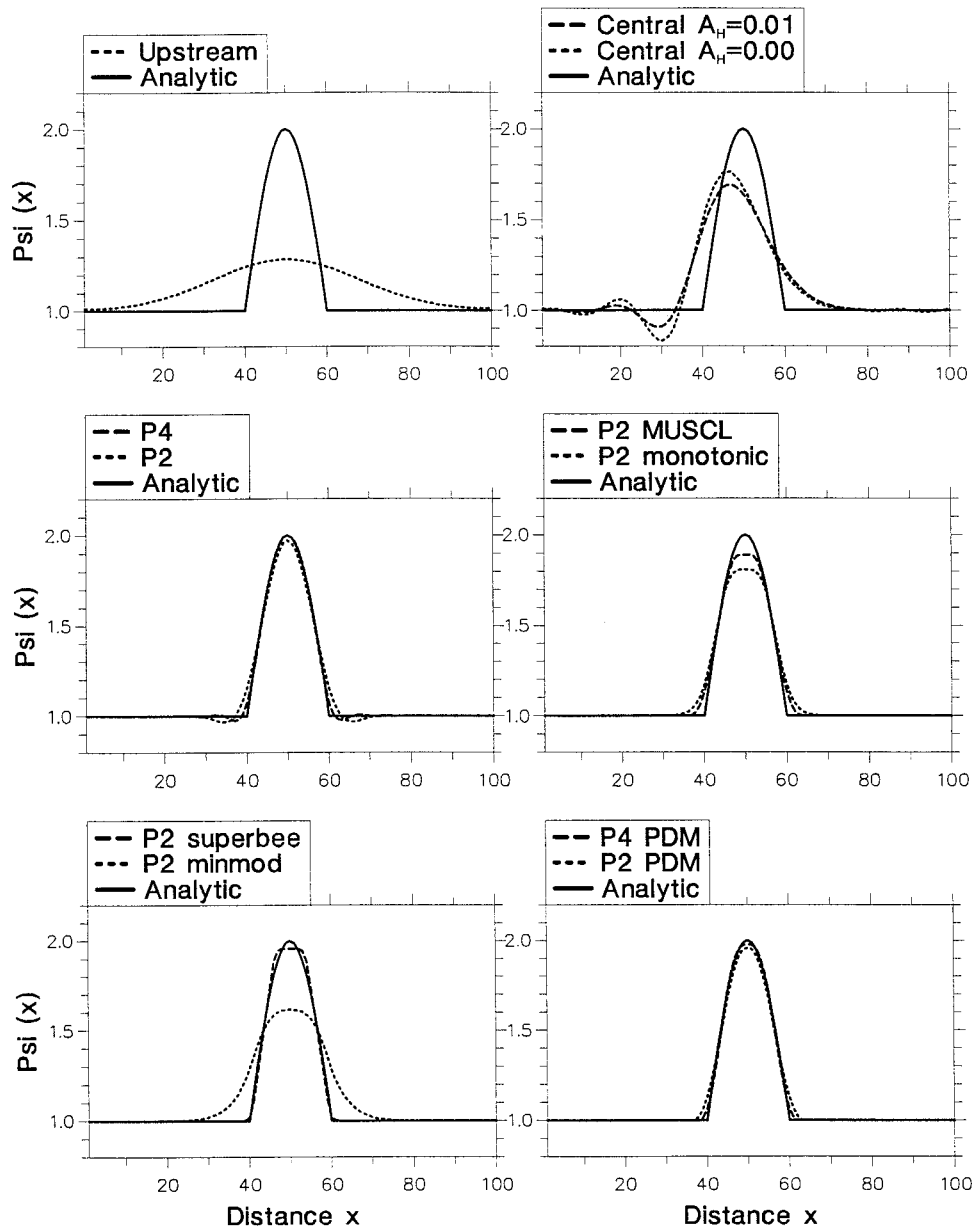 Upstream
Analytic
Central A_H=0.01
Central A_H=0.00
Analytic
Psi (x)
2.0
1.5
1.0
20 40 60 80 100
2.0
1.5
1.0
20 40 60 80 100
P4
P2
Analytic
P2 MUSCL
P2 monotonic
Analytic
Psi (x)
2.0
1.5
1.0
20 40 60 80 100
2.0
1.5
1.0
20 40 60 80 100
P2 superbee
P2 minmod
Analytic
P4 PDM
P2 PDM
Analytic
Psi (x)
2.0
1.5
1.0
20 40 60 80 100
Distance x
2.0
1.5
1.0
20 40 60 80 100
Distance x